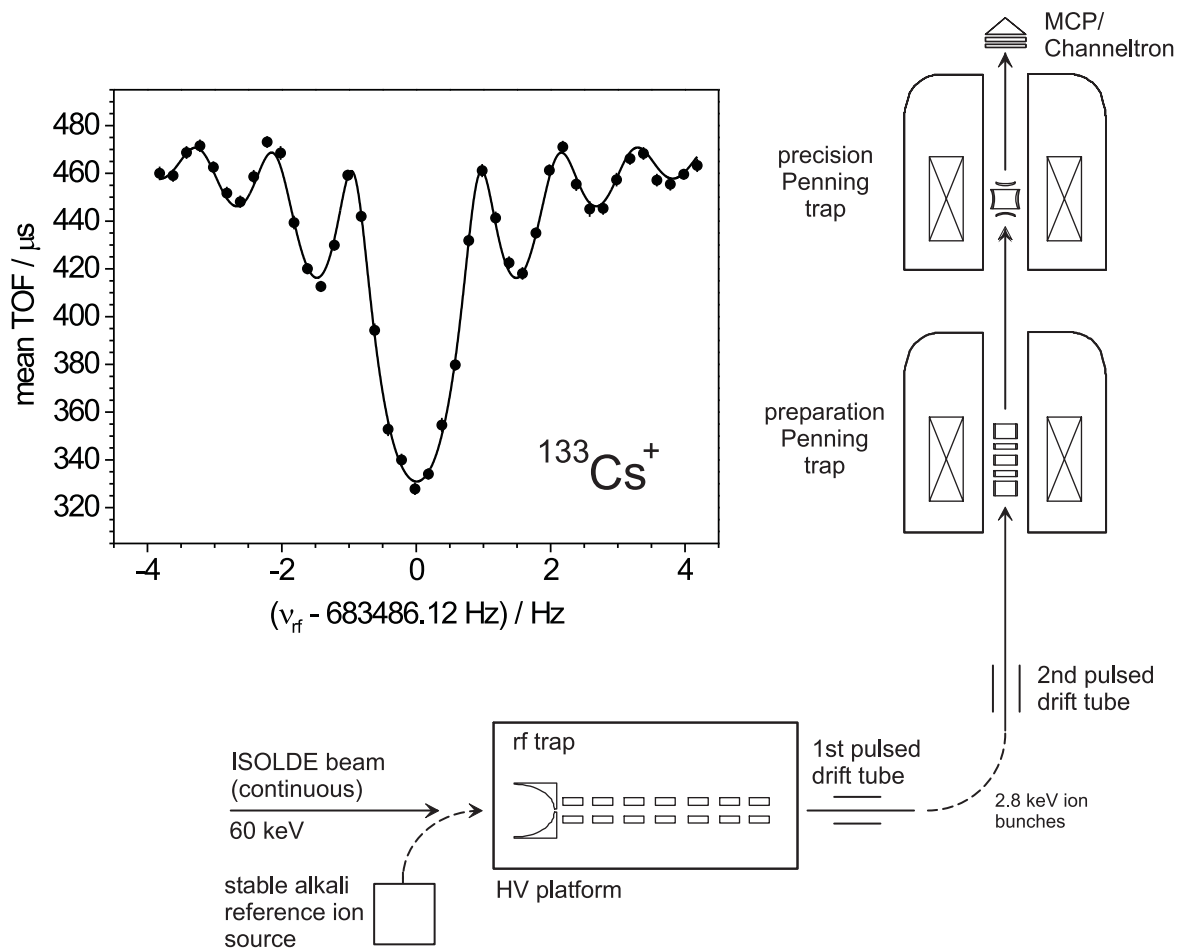 MCP/
Channeltron
precision
Penning
trap
preparation
Penning
trap
480
460
440
420
400
380
360
340
320
mean TOF / μs
133Cs+
-4
-2
0
2
4
(νrf - 683486.12 Hz) / Hz
2nd pulsed
drift tube
1st pulsed
drift tube
2.8 keV ion
bunches
rf trap
HV platform
ISOLDE beam
(continuous)
60 keV
stable alkali
reference ion
source